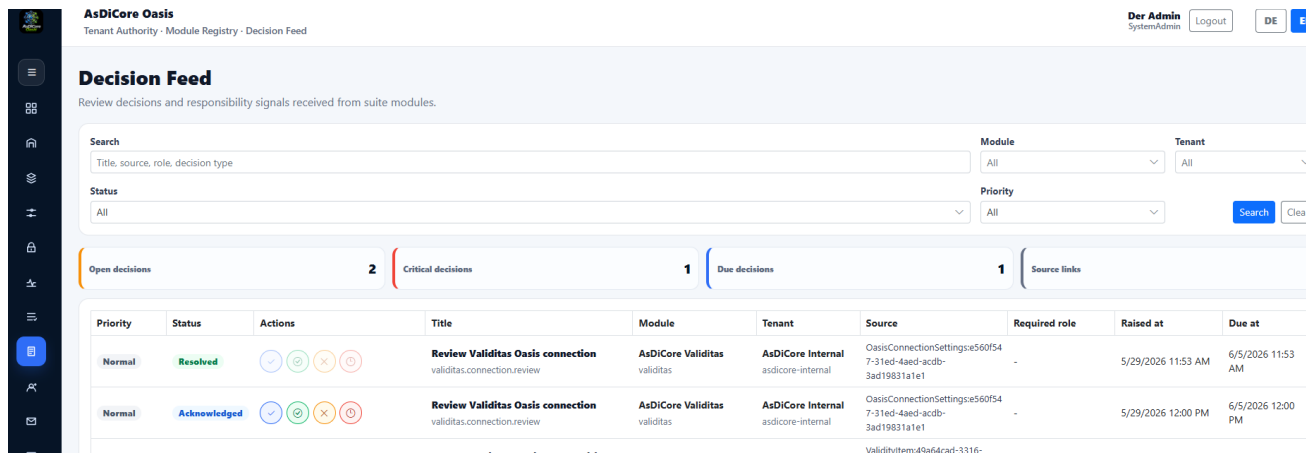 AsDiCore Oasis
Tenant Authority · Module Registry · Decision Feed
Der Admin
SystemAdmin
Logout
DE
Decision Feed
Review decisions and responsibility signals received from suite modules.
Search
Module
Tenant
Title, source, role, decision type
All
All
Status
Priority
All
All
Search
Clea
Open decisions 2
Critical decisions 1
Due decisions 1
Source links
Priority Status Actions Title Module Tenant Source Required role Raised at Due at
Normal Resolved Review Validitas Oasis connection AsDiCore Validitas AsDiCore Internal OasisConnectionSettings:e560f54 - 5/29/2026 11:53 AM 6/5/2026 11:53
validitas.connection.review validitas asdicore-internal 7-31ed-4aed-acdb- AM
3ad19831a1e1
Normal Acknowledged Review Validitas Oasis connection AsDiCore Validitas AsDiCore Internal OasisConnectionSettings:e560f54 - 5/29/2026 12:00 PM 6/5/2026 12:00
validitas.connection.review validitas asdicore-internal 7-31ed-4aed-acdb- PM
3ad19831a1e1
ValidityItem:49a64cad-3316-